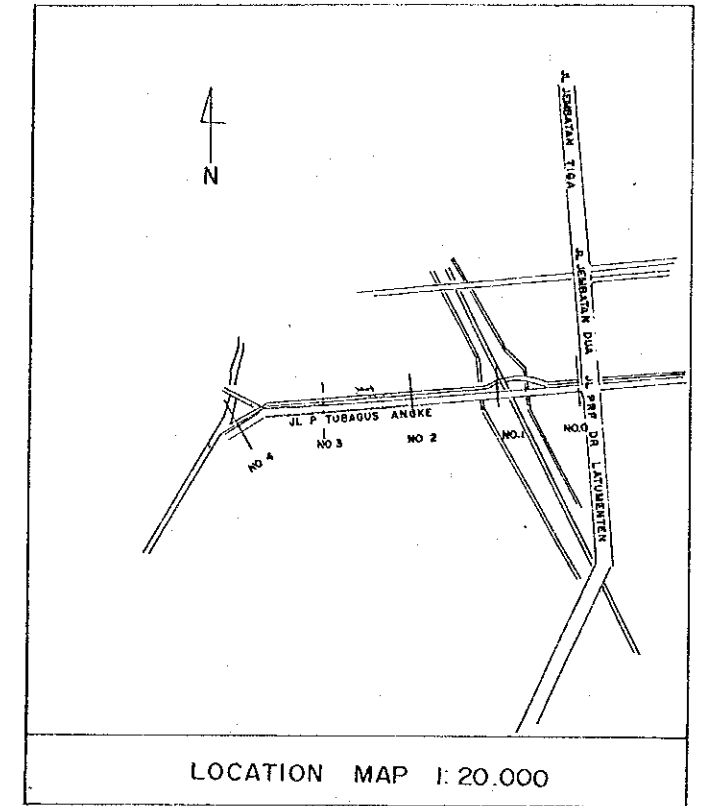 N
JL JEMBATAN TIGA
JL JEMBATAN DUA
JL PRP DR LATUMENTEN
JL P TUBAGUS ANGKE
NO 4
NO 3
NO 2
NO.1
NO.0
LOCATION MAP 1:20.000